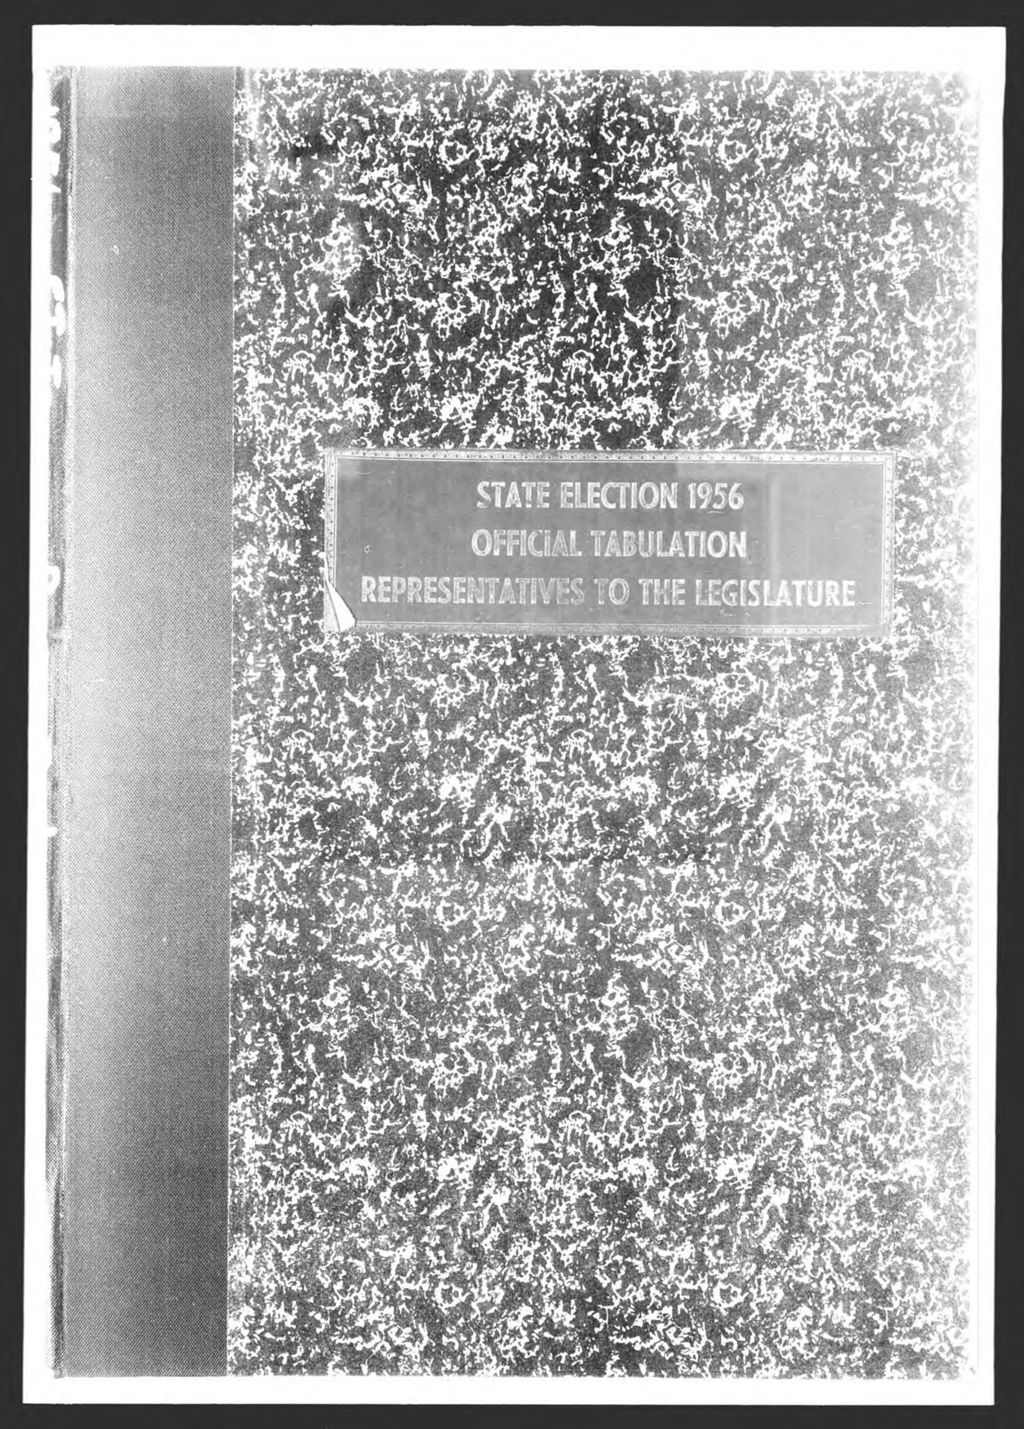 STATE ELECTION 1956
OFFICIAL TABULATION
REPRESENTATIVES TO THE LEGISLATURE